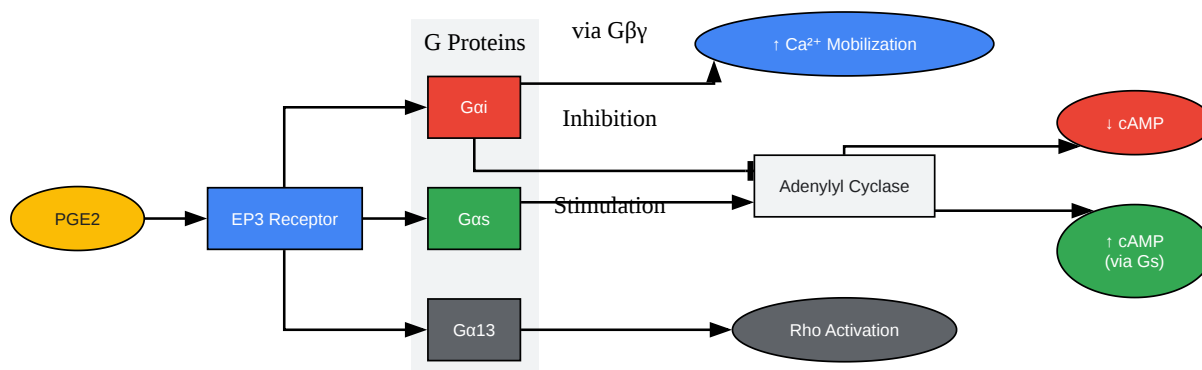 via Gβγ
↑ Ca²⁺ Mobilization
G Proteins
Gαi
Inhibition
↓ cAMP
Adenylyl Cyclase
PGE2
EP3 Receptor
Gαs
Stimulation
↑ cAMP
(via Gs)
Gα13
Rho Activation